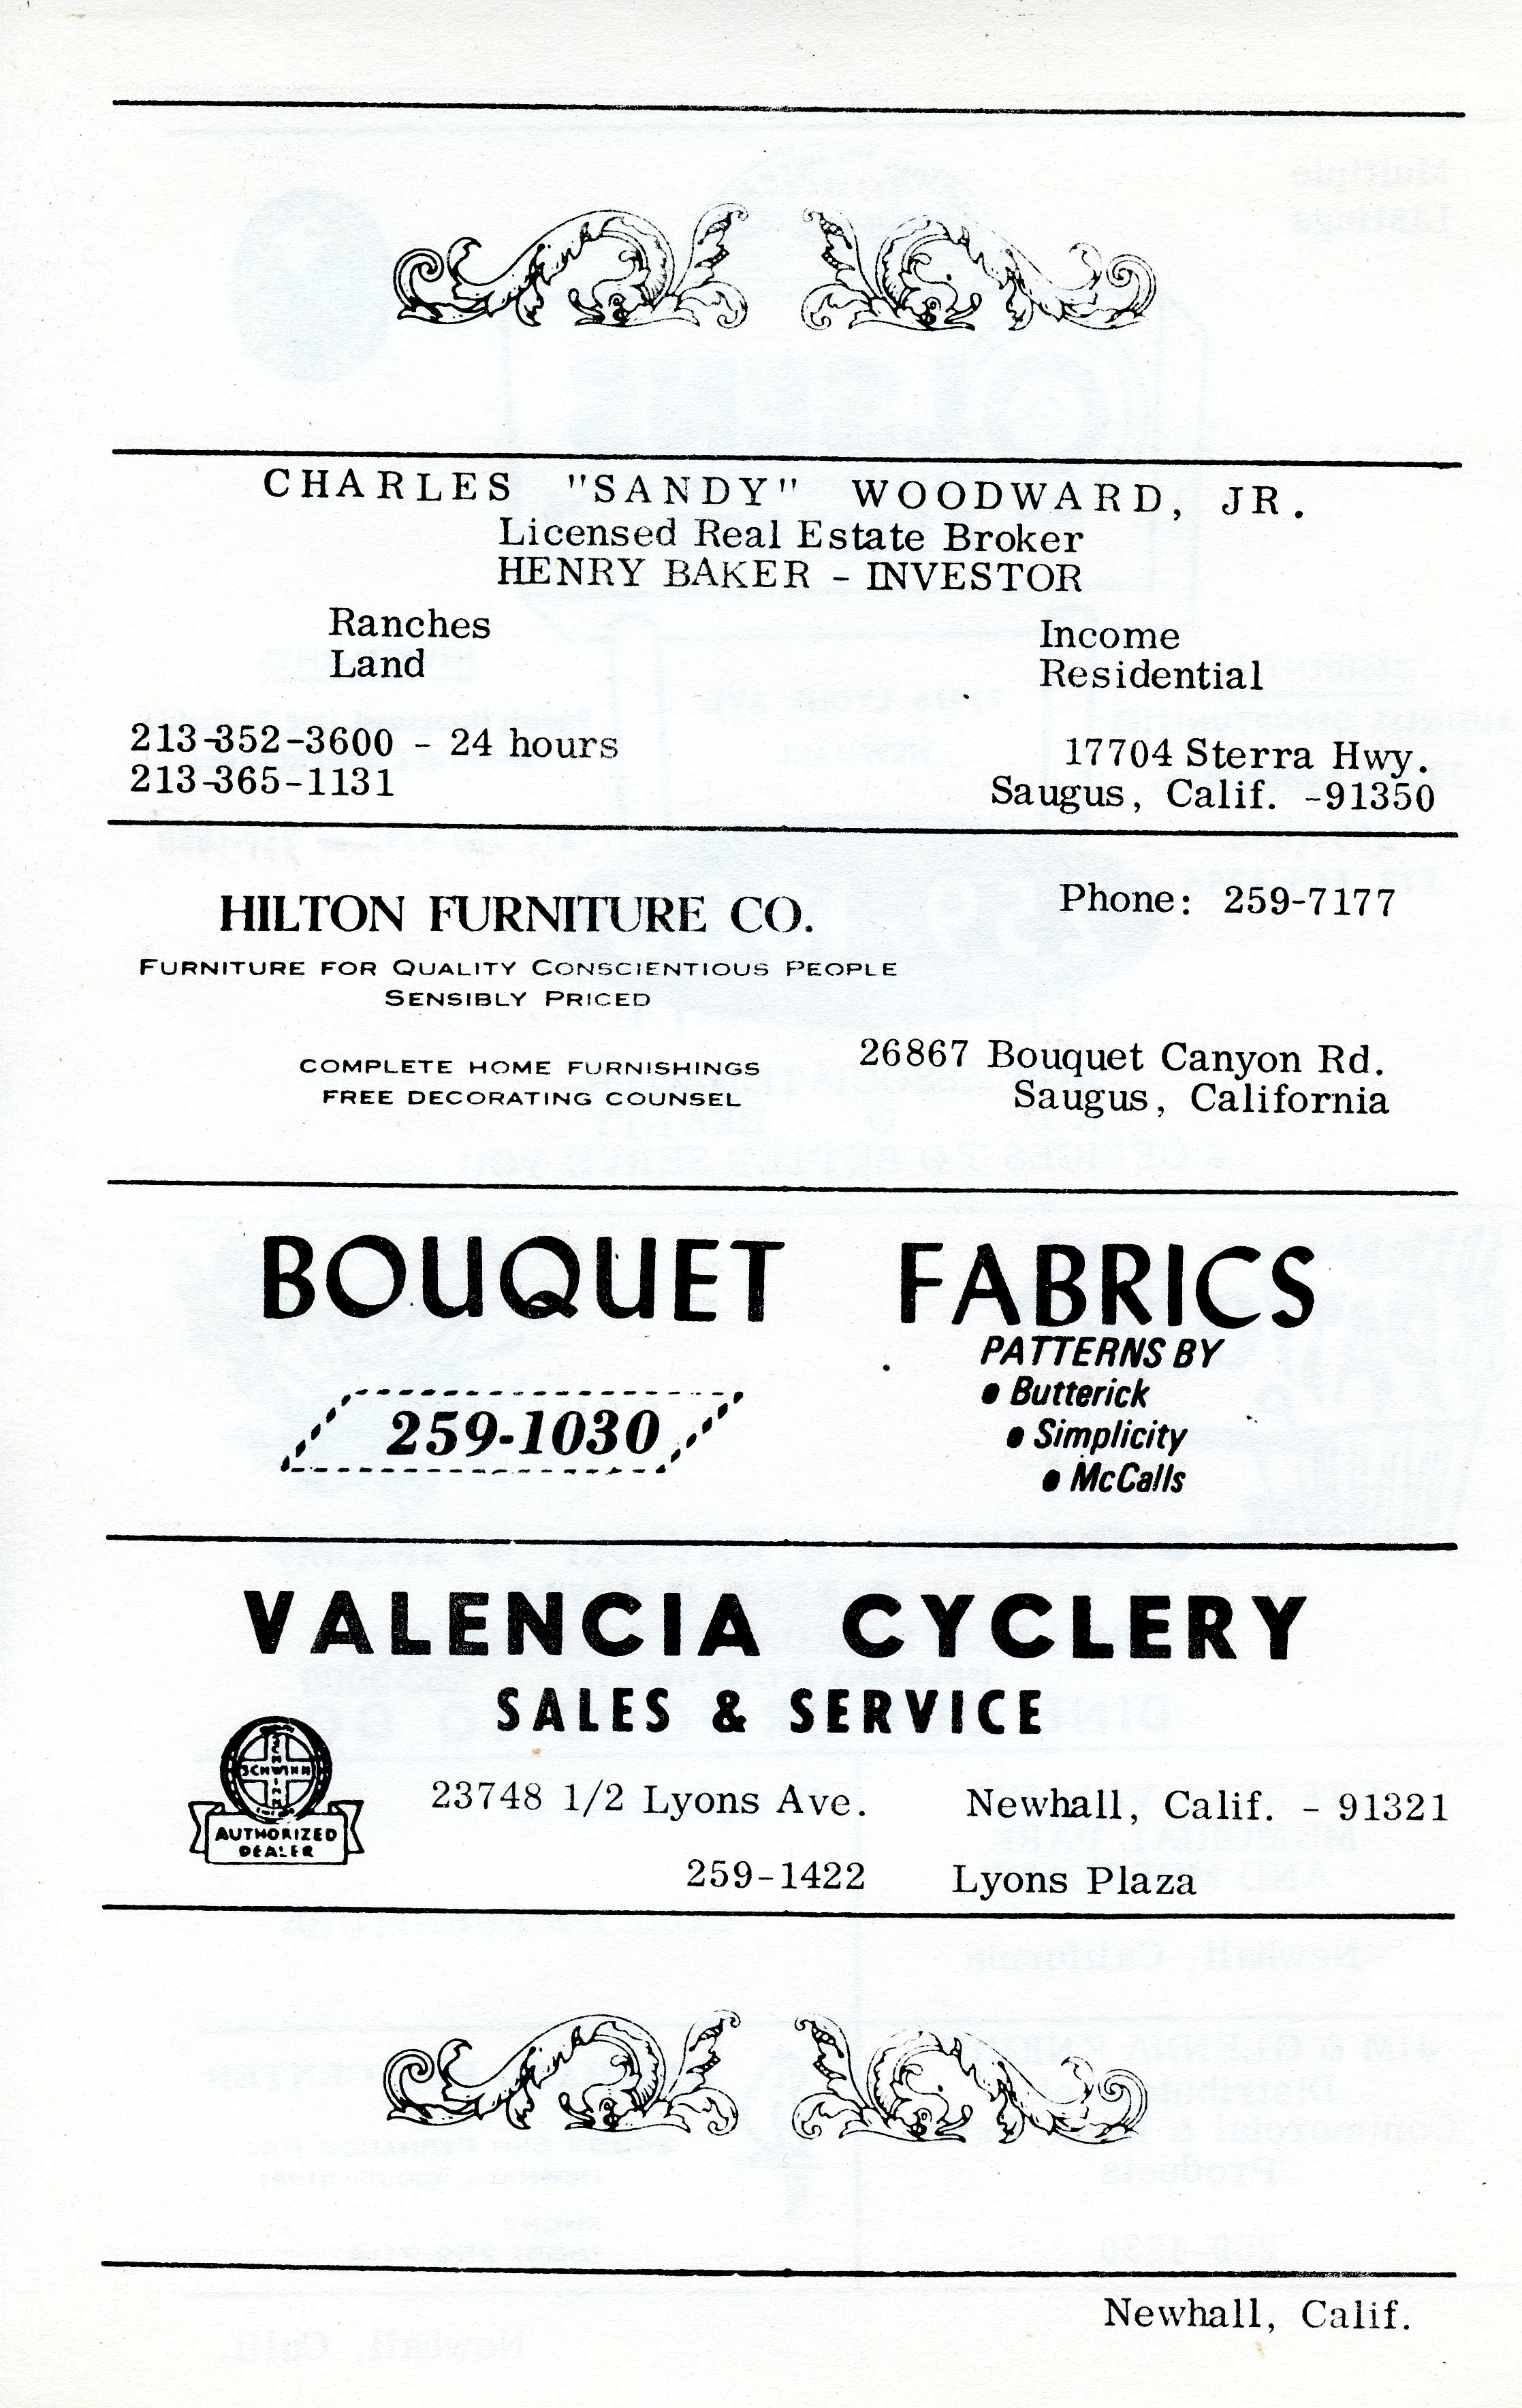 CHARLES "SANDY" WOODWARD, JR.
Licensed Real Estate Broker
HENRY BAKER - INVESTOR
Ranches
Land
Income
Residential
213-352-3600 - 24 hours
213-365-1131
17704 Sterra Hwy.
Saugus, Calif. -91350
HILTON FURNITURE CO.
FURNITURE FOR QUALITY CONSCIENTIOUS PEOPLE
SENSIBLY PRICED
COMPLETE HOME FURNISHINGS
FREE DECORATING COUNSEL
Phone: 259-7177
26867 Bouquet Canyon Rd.
Saugus, California
BOUQUET FABRICS
259-1030
PATTERNS BY
• Butterick
• Simplicity
• McCalls
VALENCIA CYCLERY
SALES & SERVICE
SCHWINN
AUTHORIZED
DEALER
23748 1/2 Lyons Ave. Newhall, Calif. - 91321
259-1422 Lyons Plaza
Newhall, Calif.